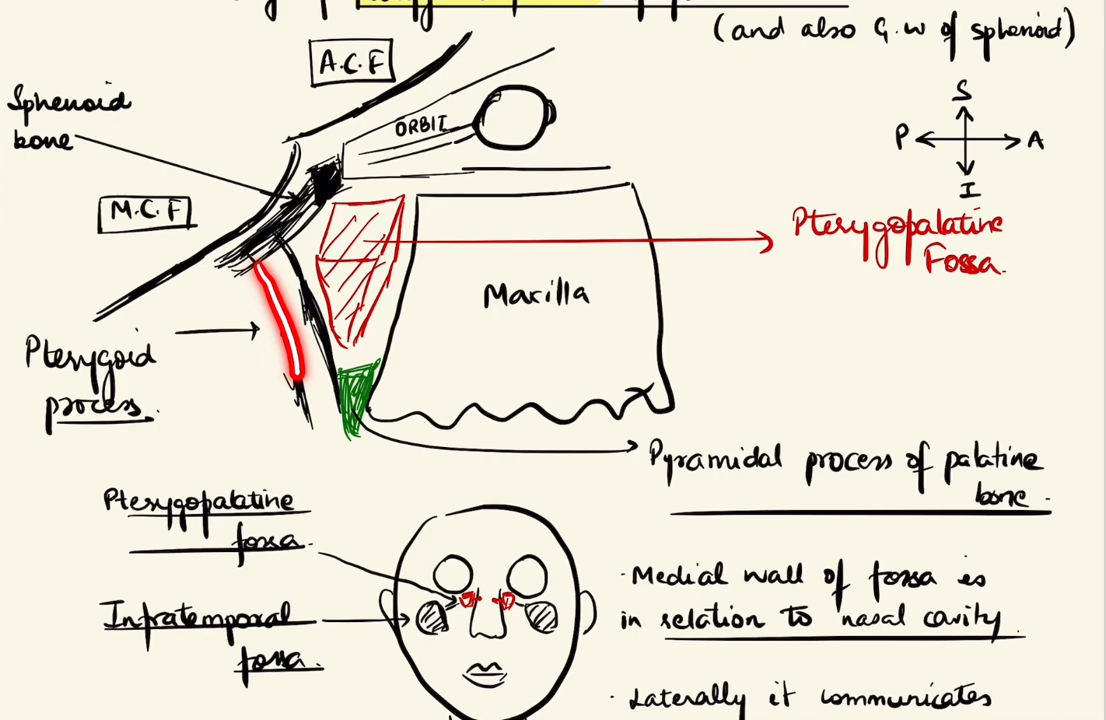 (and also G.W of sphenoid)
A.C.F
Sphenoid
bone
ORBIT
S
P
A
I
M.C.F
Pterygopalatine
Fossa.
Maxilla
Pterygoid
process.
Pyramidal process of palatine
bone.
Pterygopalatine
fossa.
Infratemporal
fossa.
·Medial wall of fossa is
in relation to nasal cavity.
·Laterally it communicates